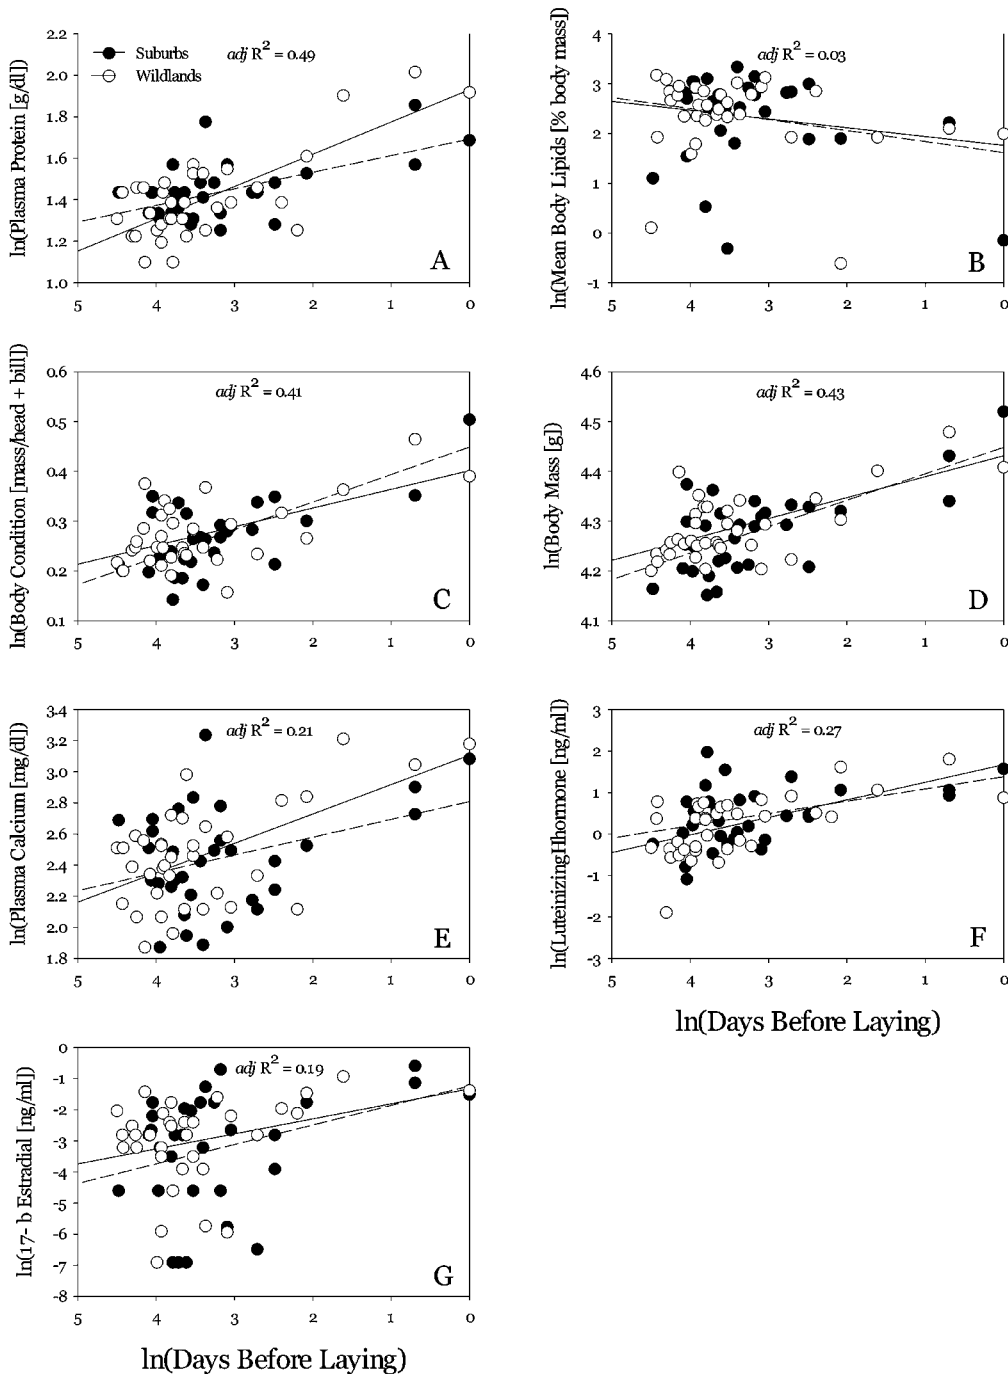 ln(Plasma Protein [g/dl])
2.2
2.0
1.8
1.6
1.4
1.2
1.0
Suburbs
Wildlands
adj R² = 0.49
A
5 4 3 2 1 0
ln(Mean Body Lipids [% body mass])
4
3
2
1
0
-1
adj R² = 0.03
B
5 4 3 2 1 0
ln(Body Condition [mass/head + bill])
0.6
0.5
0.4
0.3
0.2
0.1
adj R² = 0.41
C
5 4 3 2 1 0
ln(Body Mass [g])
4.6
4.5
4.4
4.3
4.2
4.1
adj R² = 0.43
D
5 4 3 2 1 0
ln(Plasma Calcium [mg/dl])
3.4
3.2
3.0
2.8
2.6
2.4
2.2
2.0
1.8
adj R² = 0.21
E
5 4 3 2 1 0
ln(Luteinizing Hhormone [ng/ml])
3
2
1
0
-1
-2
-3
adj R² = 0.27
F
5 4 3 2 1 0
ln(Days Before Laying)
ln(17- b Estradial [ng/ml])
0
-1
-2
-3
-4
-5
-6
-7
-8
adj R² = 0.19
G
5 4 3 2 1 0
ln(Days Before Laying)